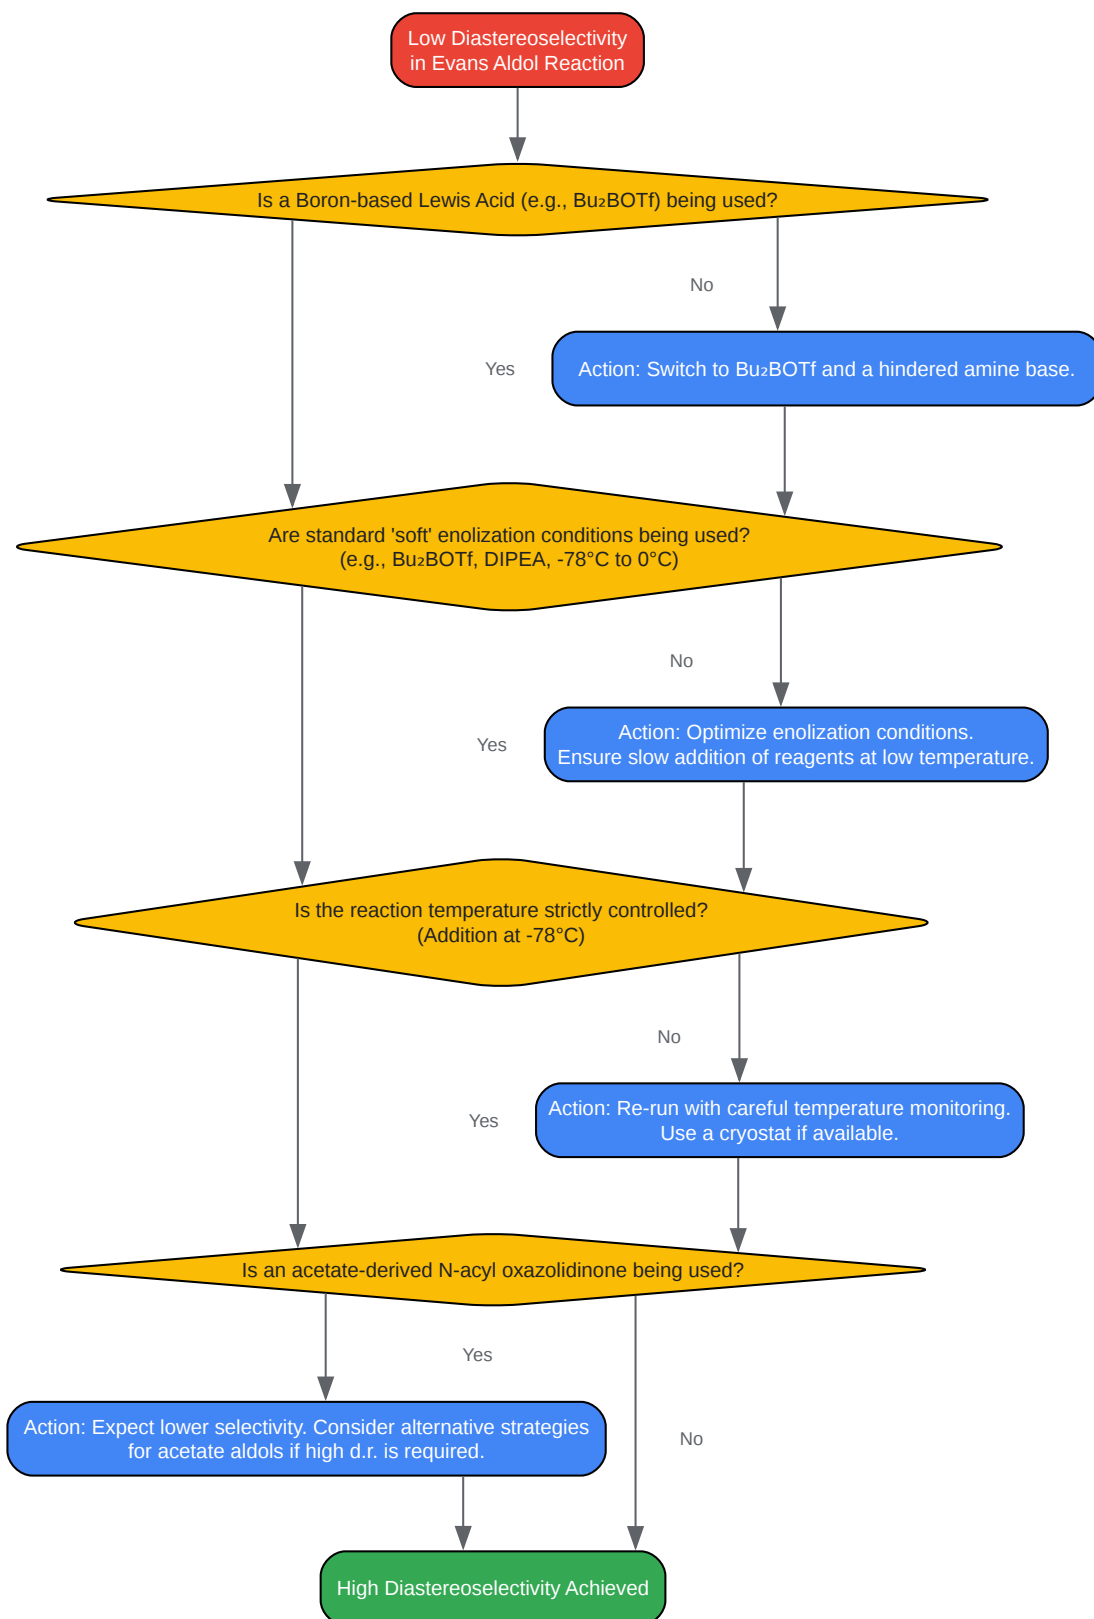 Low Diastereoselectivity
in Evans Aldol Reaction
Is a Boron-based Lewis Acid (e.g., Bu₂BOTf) being used?
No
Yes
Action: Switch to Bu₂BOTf and a hindered amine base.
Are standard 'soft' enolization conditions being used?
(e.g., Bu₂BOTf, DIPEA, -78°C to 0°C)
No
Yes
Action: Optimize enolization conditions.
Ensure slow addition of reagents at low temperature.
Is the reaction temperature strictly controlled?
(Addition at -78°C)
No
Yes
Action: Re-run with careful temperature monitoring.
Use a cryostat if available.
Is an acetate-derived N-acyl oxazolidinone being used?
Yes
Action: Expect lower selectivity. Consider alternative strategies
for acetate aldols if high d.r. is required.
No
High Diastereoselectivity Achieved